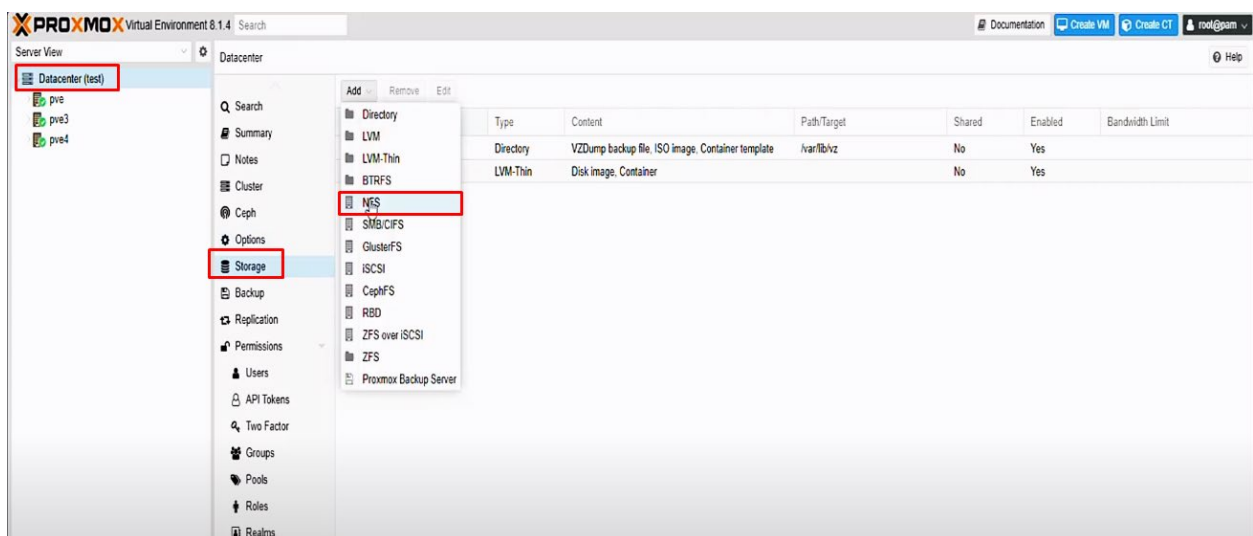 PROXMOX Virtual Environment 8.1.4 Search
Documentation Create VM Create CT root@pam
Server View
Datacenter
Help
Datacenter (test)
pve
pve3
pve4
Search
Summary
Notes
Cluster
Ceph
Options
Storage
Backup
Replication
Permissions
Users
API Tokens
Two Factor
Groups
Pools
Roles
Realms
Add Remove Edit
Directory
LVM
LVM-Thin
BTRFS
NFS
SMB/CIFS
GlusterFS
iSCSI
CephFS
RBD
ZFS over iSCSI
ZFS
Proxmox Backup Server
Type Content Path/Target Shared Enabled Bandwidth Limit
Directory VZDump backup file, ISO image, Container template /var/lib/vz No Yes
LVM-Thin Disk image, Container No Yes